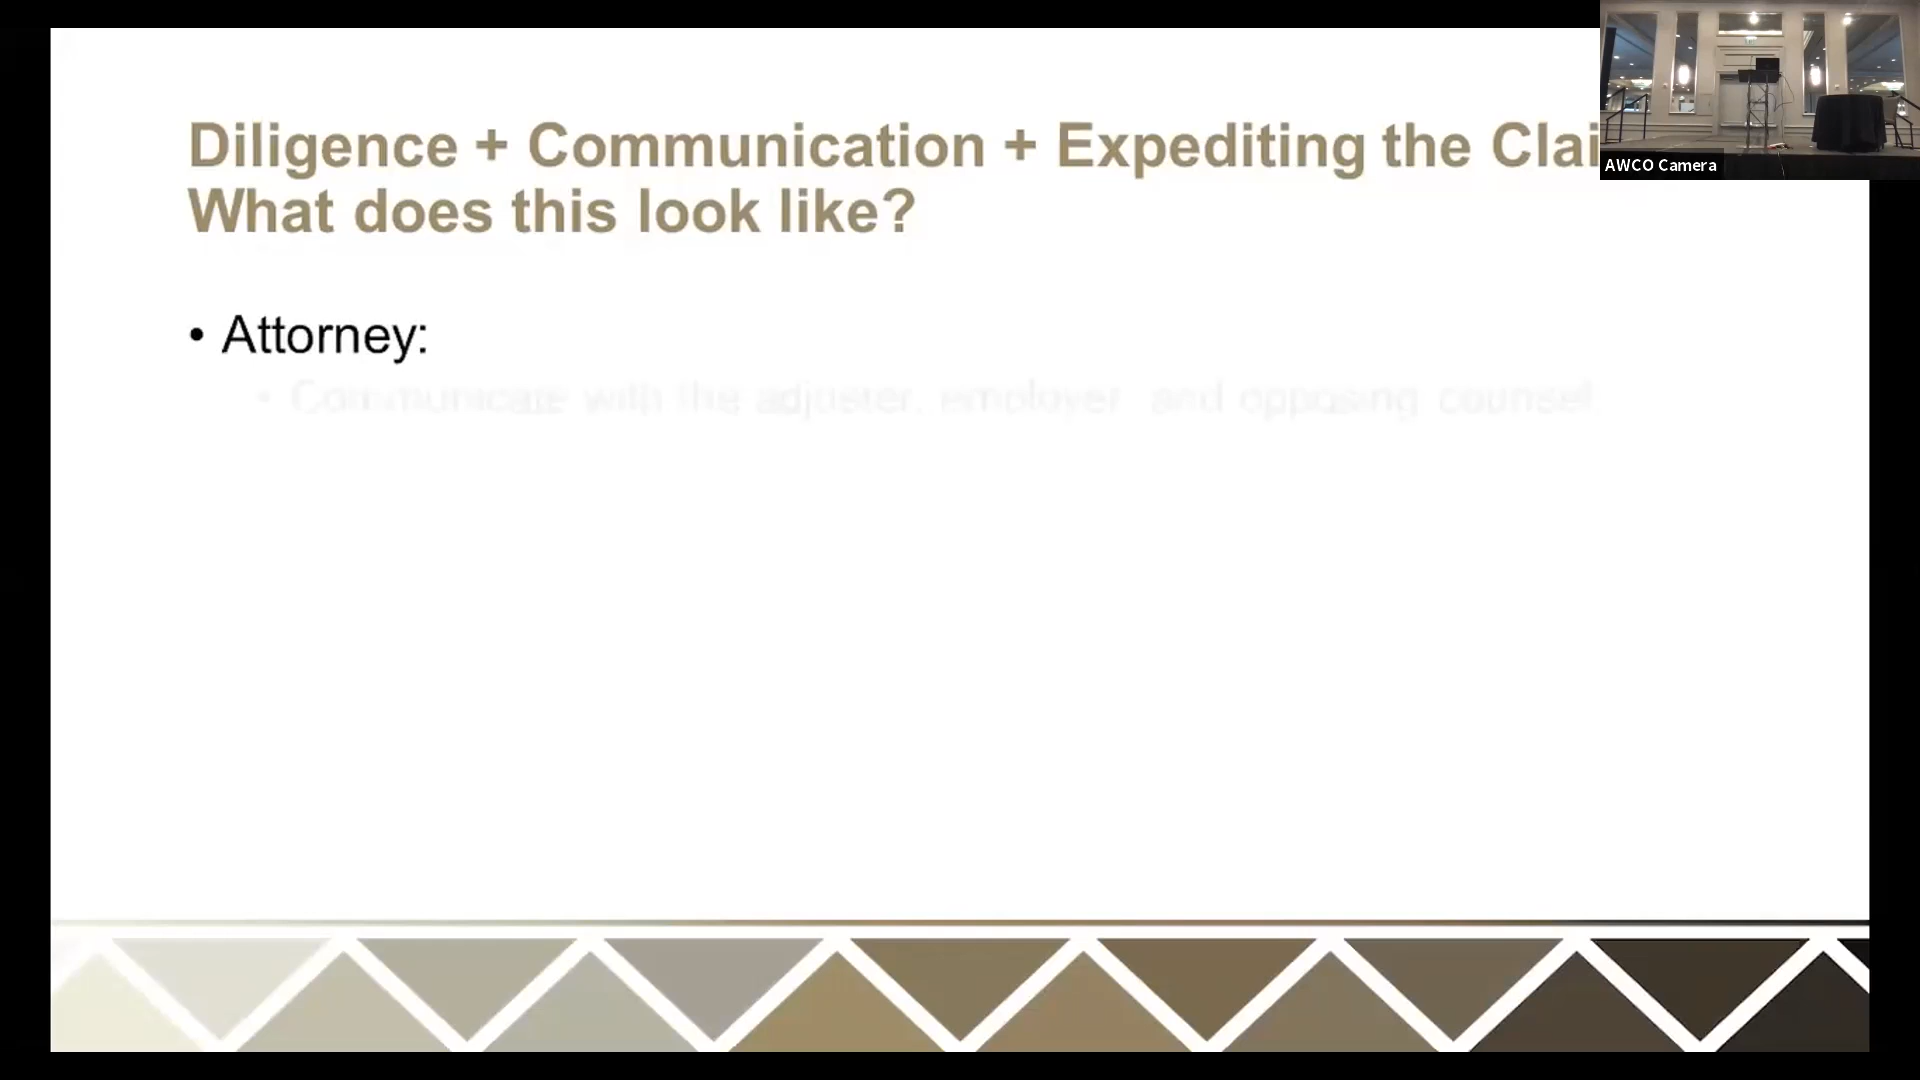 Diligence + Communication + Expediting the Clai
What does this look like?
• Attorney:
• Communicate with the adjuster, employer, and opposing counsel
AWCO Camera